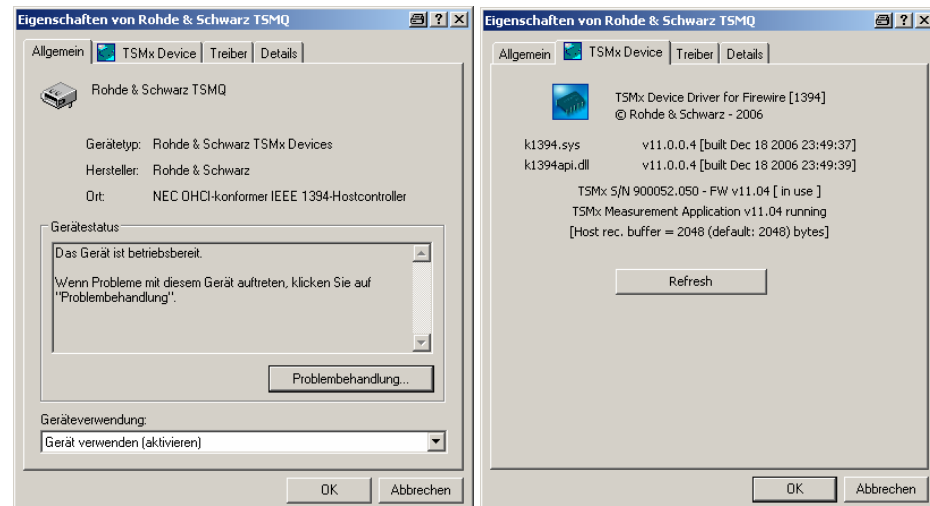 Eigenschaften von Rohde & Schwarz TSMQ
Allgemein
TSMx Device
Treiber
Details
Rohde & Schwarz TSMQ
Gerätetyp: Rohde & Schwarz TSMx Devices
Hersteller: Rohde & Schwarz
Ort: NEC OHCI-konformer IEEE 1394-Hostcontroller
Gerätestatus
Das Gerät ist betriebsbereit.
Wenn Probleme mit diesem Gerät auftreten, klicken Sie auf
"Problembehandlung".
Problembehandlung...
Geräteverwendung:
Gerät verwenden (aktivieren)
OK
Abbrechen
Eigenschaften von Rohde & Schwarz TSMQ
Allgemein
TSMx Device
Treiber
Details
TSMx Device Driver for Firewire [1394]
© Rohde & Schwarz - 2006
k1394.sys v11.0.0.4 [built Dec 18 2006 23:49:37]
k1394api.dll v11.0.0.4 [built Dec 18 2006 23:49:39]
TSMx S/N 900052.050 - FW v11.04 [ in use ]
TSMx Measurement Application v11.04 running
[Host rec. buffer = 2048 (default: 2048) bytes]
Refresh
OK
Abbrechen